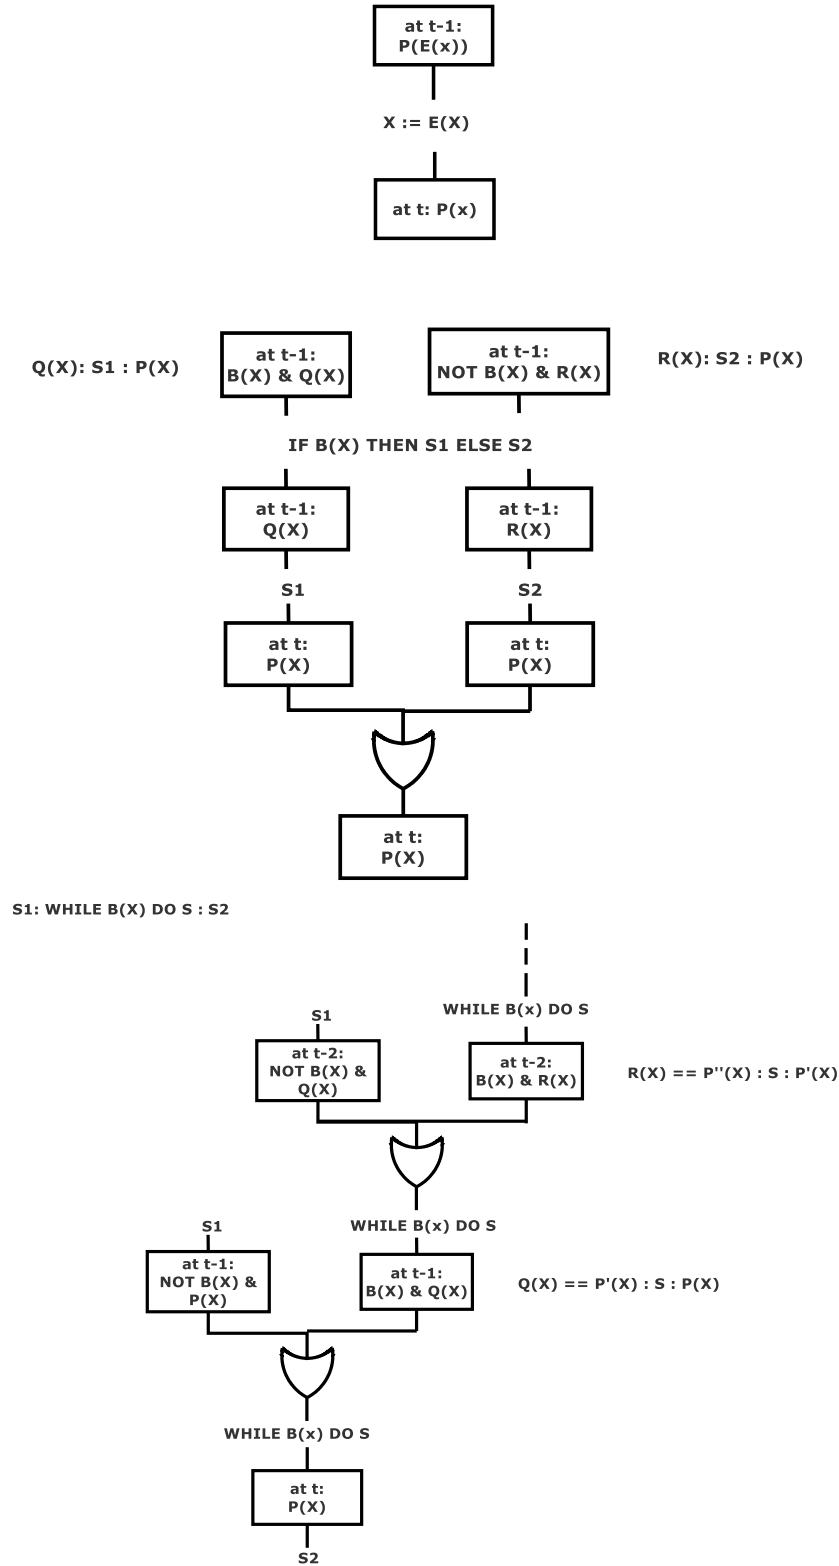 at t-1:
P(E(x))
X := E(X)
at t: P(x)
Q(X): S1 : P(X)
at t-1:
B(X) & Q(X)
at t-1:
NOT B(X) & R(X)
R(X): S2 : P(X)
IF B(X) THEN S1 ELSE S2
at t-1:
Q(X)
at t-1:
R(X)
S1
S2
at t:
P(X)
at t:
P(X)
at t:
P(X)
S1: WHILE B(X) DO S : S2
WHILE B(x) DO S
S1
at t-2:
NOT B(X) &
Q(X)
at t-2:
B(X) & R(X)
R(X) == P''(X) : S : P'(X)
S1
WHILE B(x) DO S
at t-1:
NOT B(X) &
P(X)
at t-1:
B(X) & Q(X)
Q(X) == P'(X) : S : P(X)
WHILE B(x) DO S
at t:
P(X)
S2